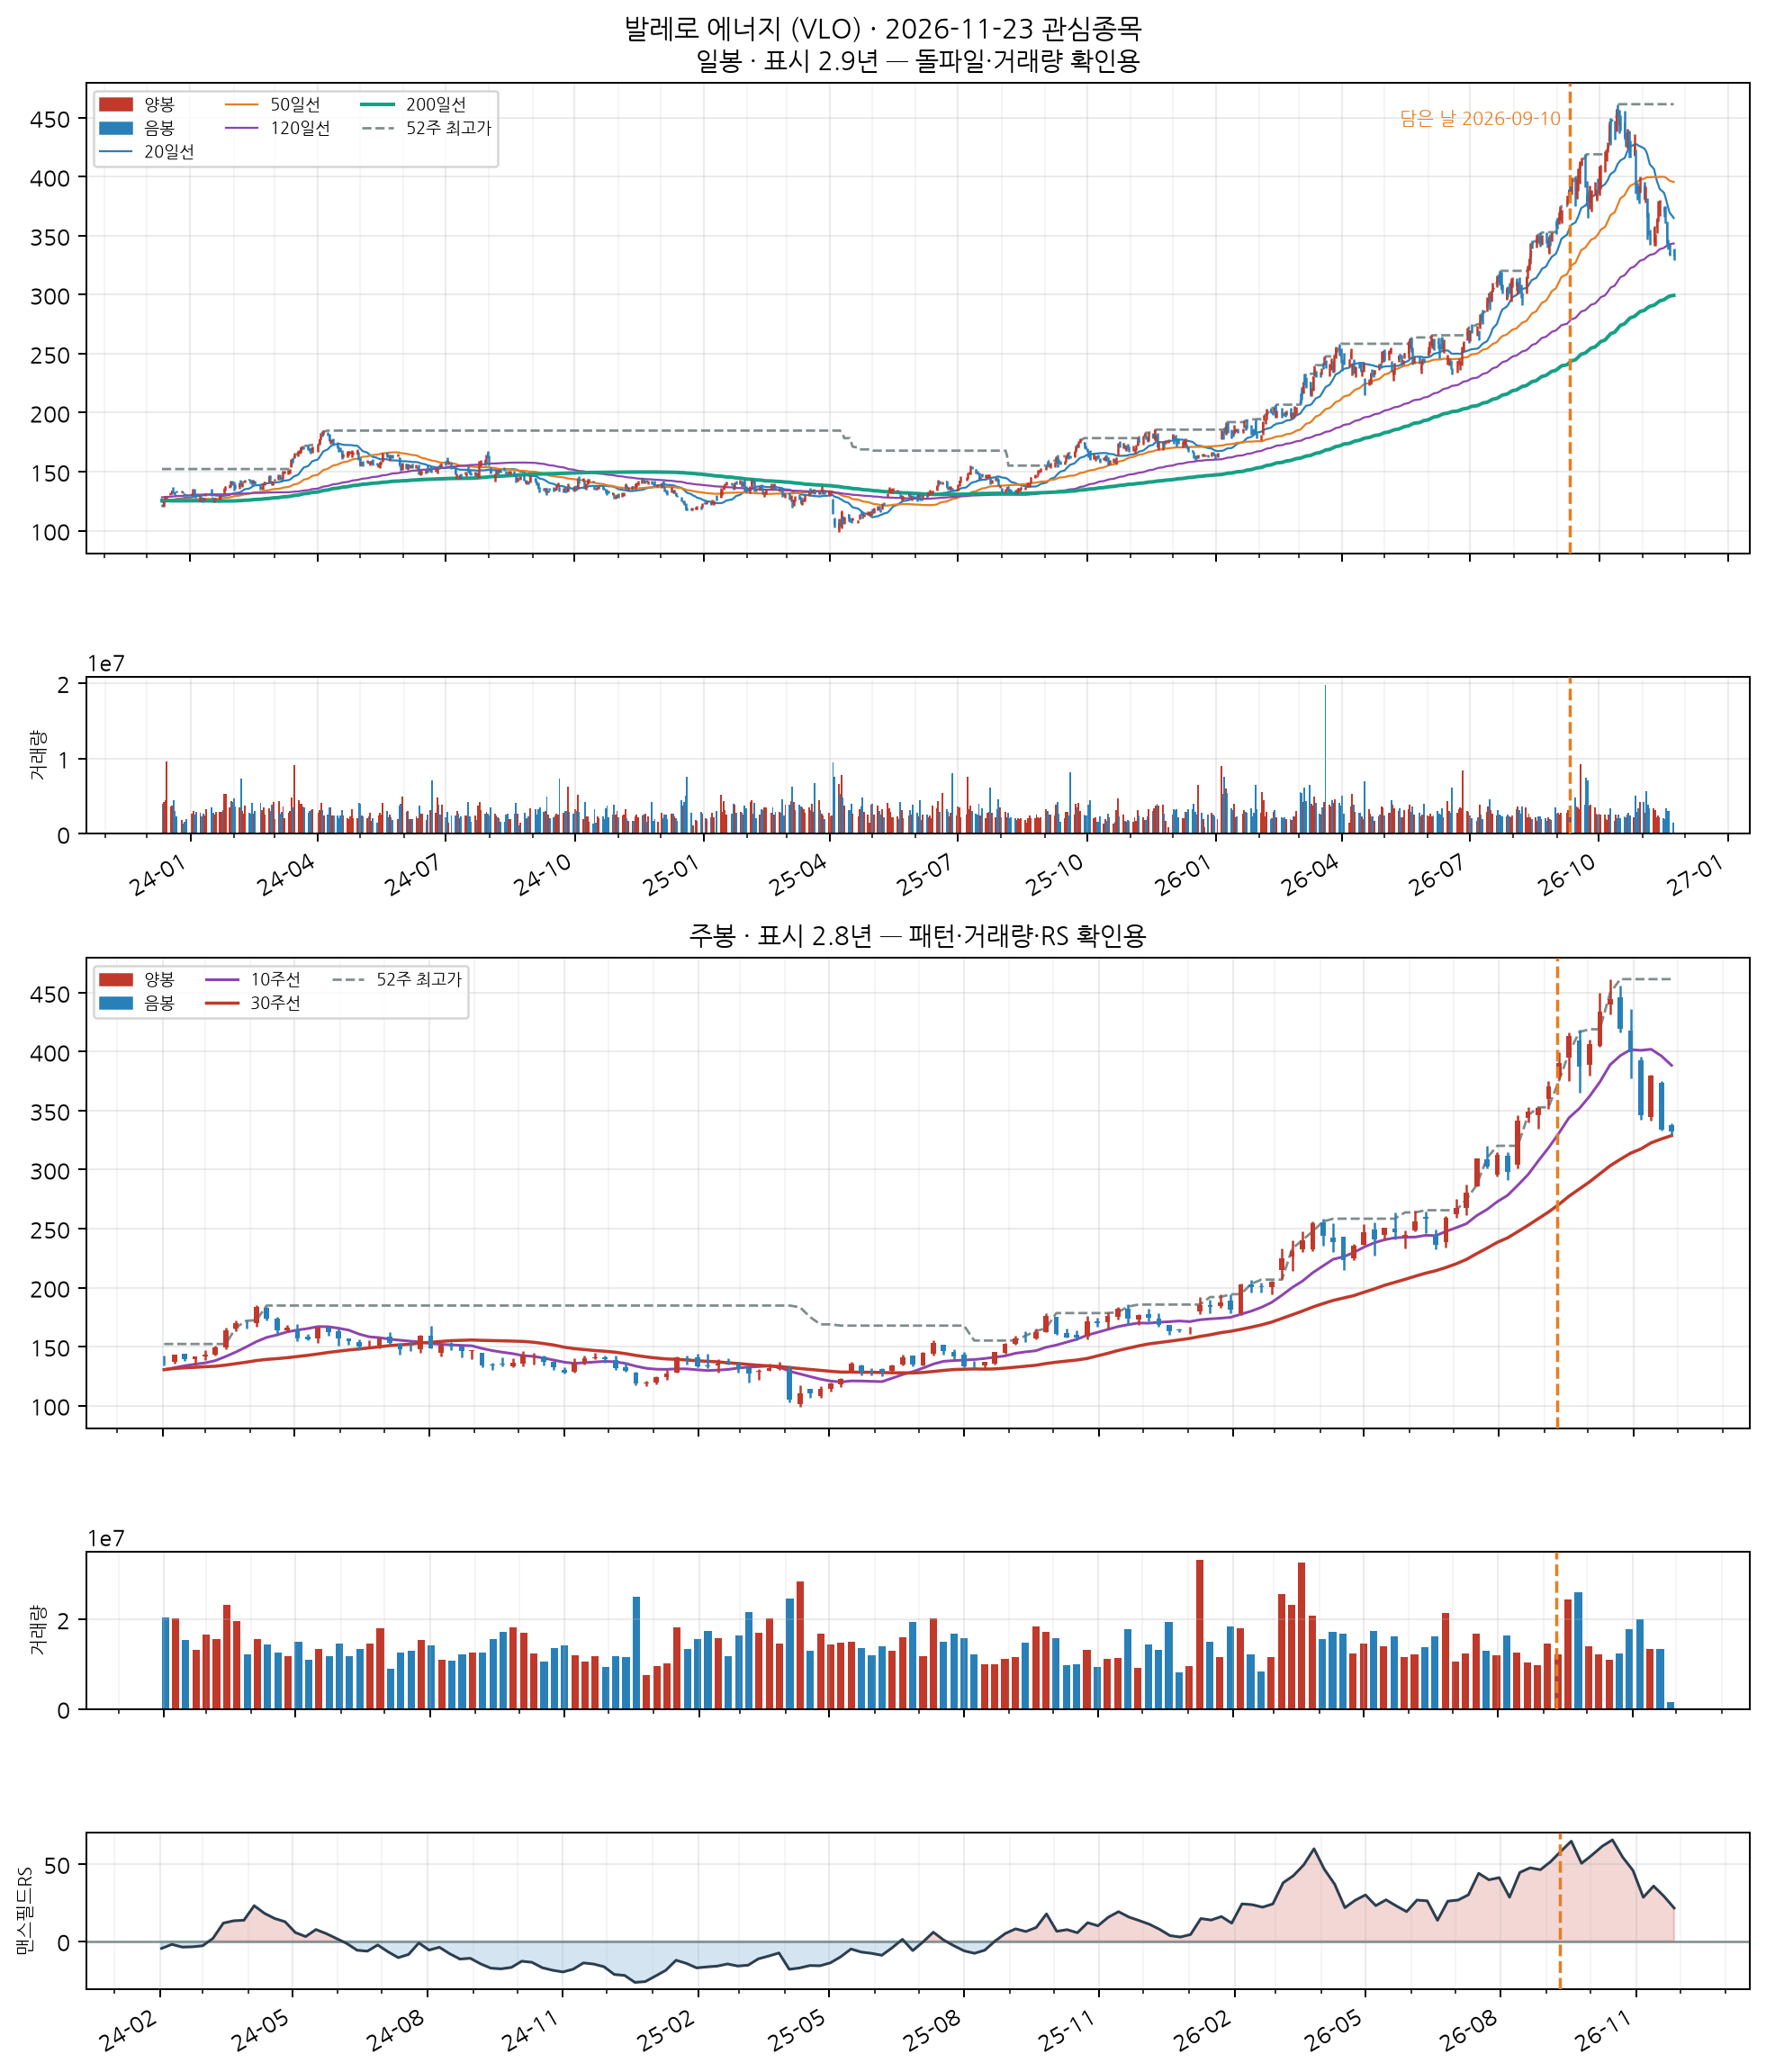 발레로 에너지 (VLO) · 2026-11-23 관심종목
일봉 · 표시 2.9년 — 돌파일·거래량 확인용
양봉
음봉
20일선
50일선
120일선
200일선
52주 최고가
담은 날 2026-09-10
450
400
350
300
250
200
150
100
1e7
2
1
0
거래량
24-01
24-04
24-07
24-10
25-01
25-04
25-07
25-10
26-01
26-04
26-07
26-10
27-01
주봉 · 표시 2.8년 — 패턴·거래량·RS 확인용
양봉
음봉
10주선
30주선
52주 최고가
450
400
350
300
250
200
150
100
1e7
2
0
거래량
50
0
맨스필드RS
24-02
24-05
24-08
24-11
25-02
25-05
25-08
25-11
26-02
26-05
26-08
26-11